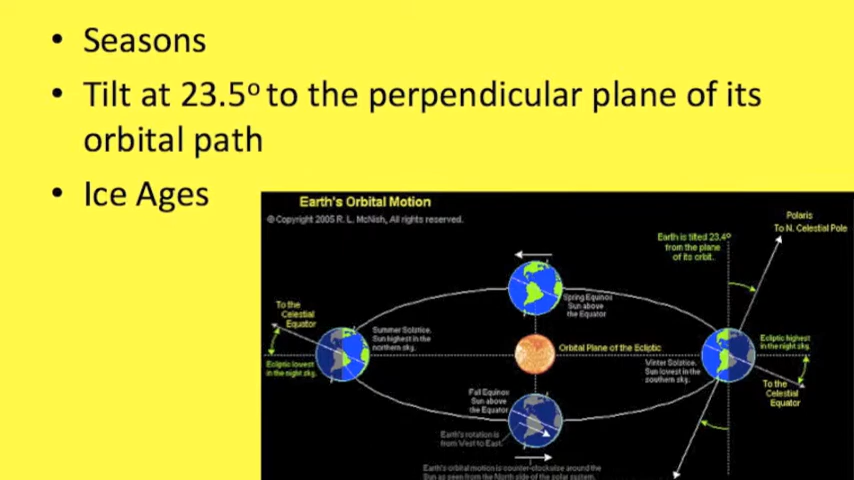 • Seasons
• Tilt at 23.5º to the perpendicular plane of its
orbital path
• Ice Ages
Earth's Orbital Motion
© Copyright 2005 R. L. McNish, All rights reserved.
Polaris
To N. Celestial Pole
Earth is tilted 23.4º
from the plane
of its orbit.
Spring Equinox
Sun above
the Equator
To the
Celestial
Equator
Summer Solstice.
Sun highest in the
northern sky.
Ecliptic lowest
in the night sky.
Orbital Plane of the Ecliptic
Ecliptic highest
in the night sky.
Winter Solstice.
Sun lowest in the
southern sky.
To the
Celestial
Equator
Fall Equinox
Sun above
the Equator
Earth's rotation is
from West to East.
Earth's orbital motion is counter-clockwise around the
Sun as seen from the North side of the solar system.